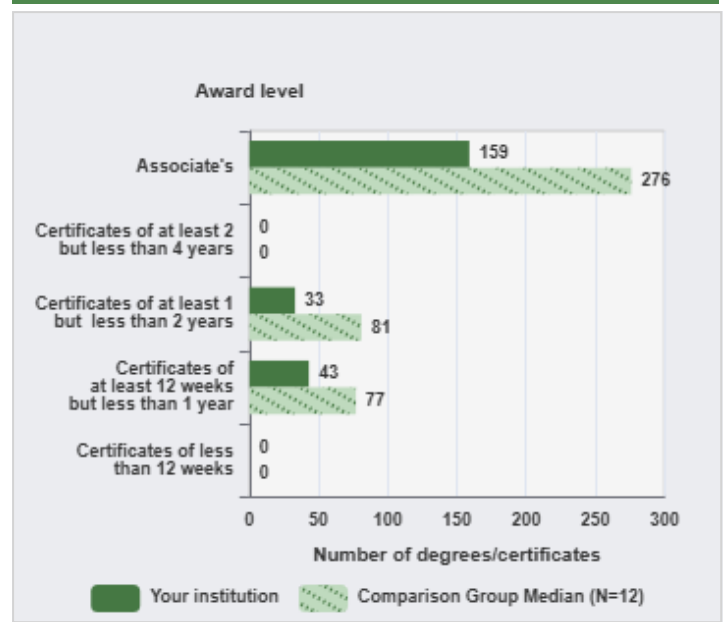 Award level
Associate's
159
276
Certificates of at least 2
but less than 4 years
0
0
Certificates of at least 1
but less than 2 years
33
81
Certificates of
at least 12 weeks
but less than 1 year
43
77
Certificates of less
than 12 weeks
0
0
0 50 100 150 200 250 300
Number of degrees/certificates
Your institution Comparison Group Median (N=12)